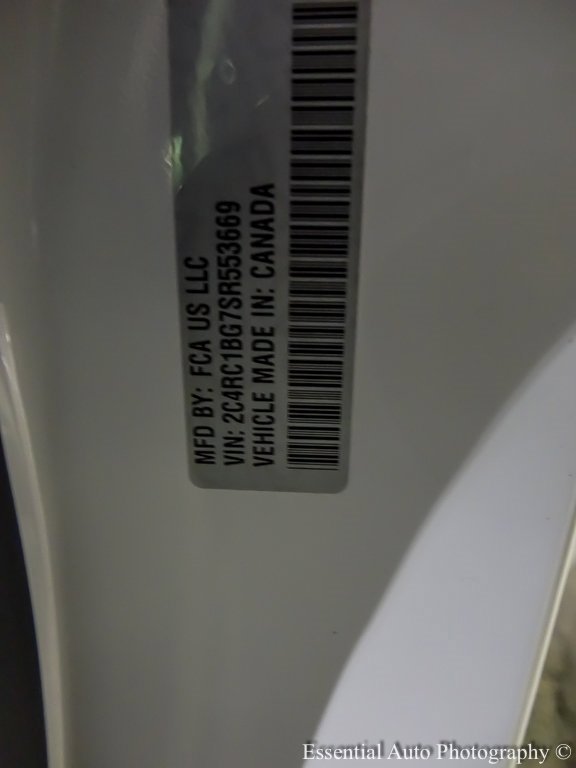 MFD BY: FCA US LLC
VIN: 2C4RC1BG7SR553669
VEHICLE MADE IN: CANADA
Essential Auto Photography ©